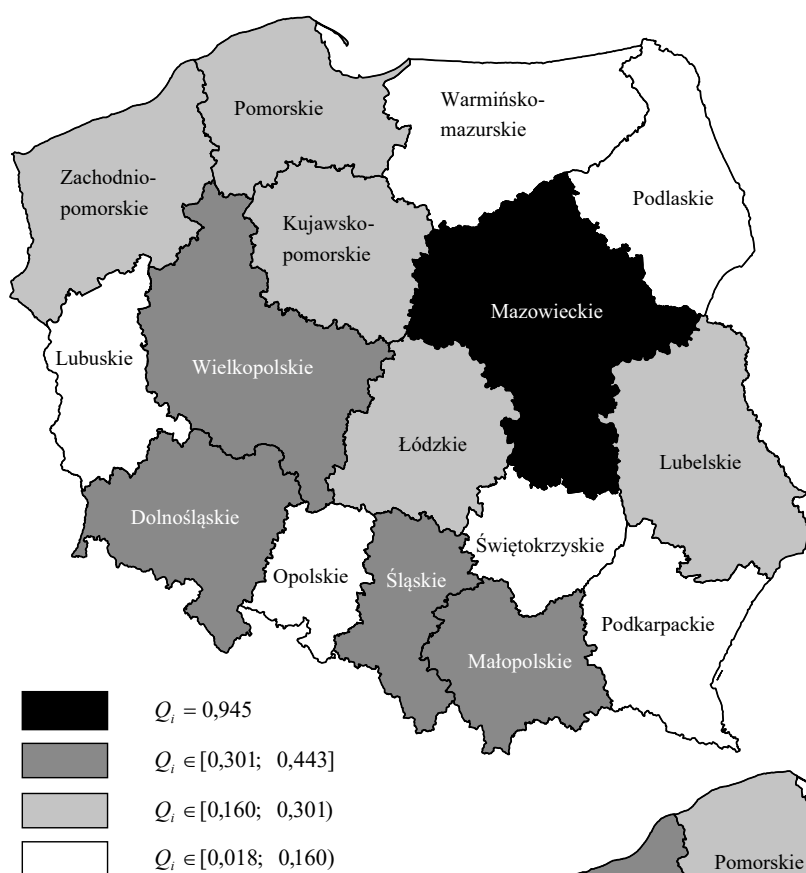 Pomorskie
Warmińsko-
mazurskie
Zachodnio-
pomorskie
Podlaskie
Kujawsko-
pomorskie
Mazowieckie
Lubuskie
Wielkopolskie
Łódzkie
Lubelskie
Dolnośląskie
Świętokrzyskie
Opolskie
Śląskie
Podkarpackie
Małopolskie
Q_i = 0,945
Q_i ∈ [0,301; 0,443]
Q_i ∈ [0,160; 0,301)
Q_i ∈ [0,018; 0,160)
Pomorskie